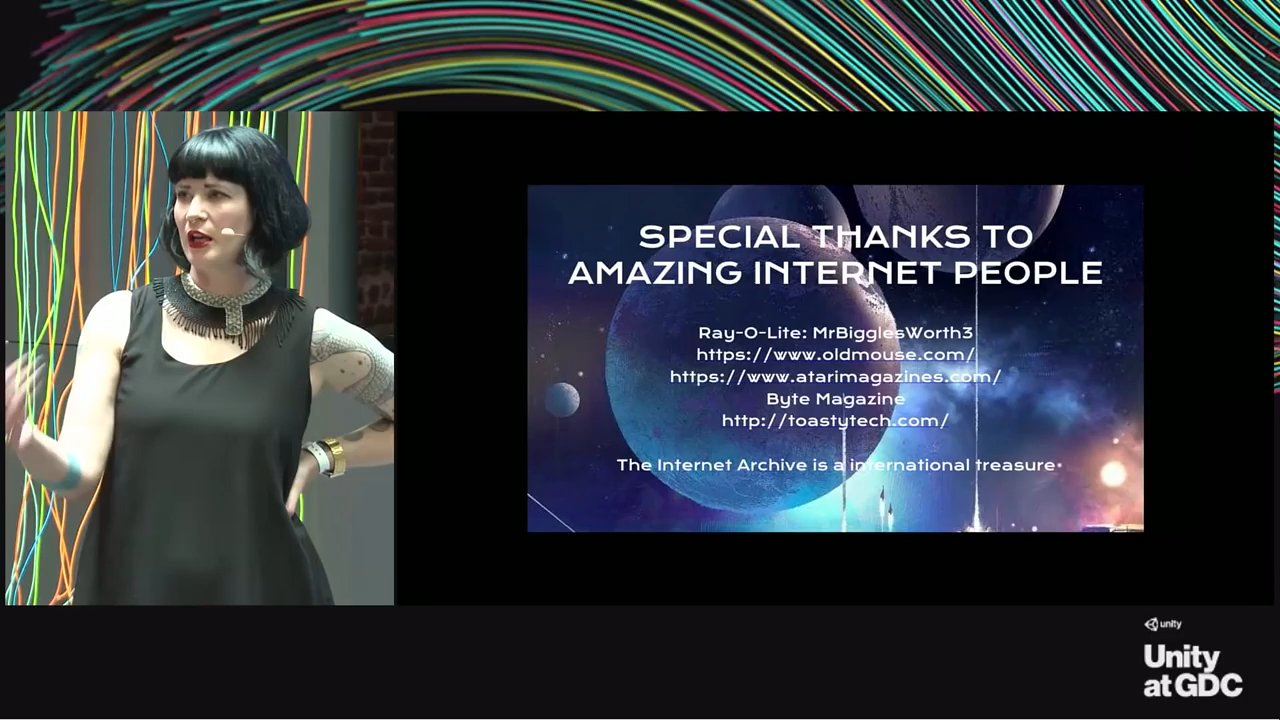 SPECIAL THANKS TO
AMAZING INTERNET PEOPLE
Ray-O-Lite: MrBigglesWorth3
https://www.oldmouse.com/
https://www.atarimagazines.com/
Byte Magazine
http://toastytech.com/
The Internet Archive is a international treasure
unity
Unity
at GDC